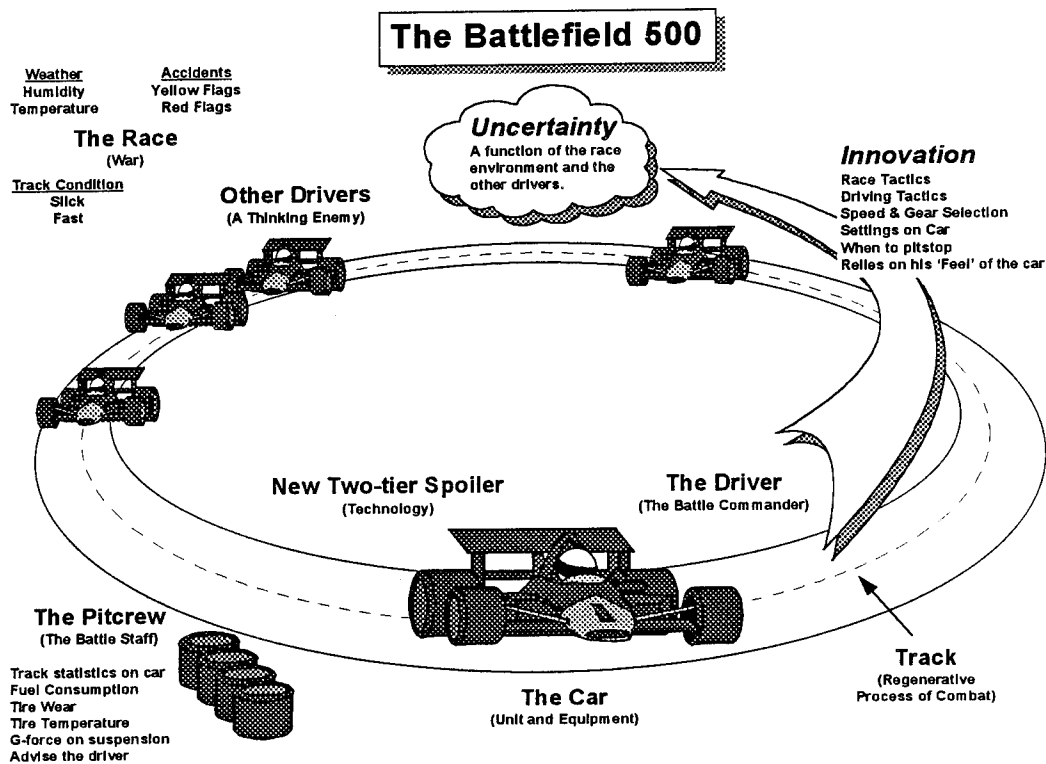 The Battlefield 500
Weather
Humidity
Temperature
Accidents
Yellow Flags
Red Flags
The Race
(War)
Track Condition
Slick
Fast
Other Drivers
(A Thinking Enemy)
Uncertainty
A function of the race
environment and the
other drivers.
Innovation
Race Tactics
Driving Tactics
Speed & Gear Selection
Settings on Car
When to pitstop
Relies on his 'Feel' of the car
New Two-tier Spoiler
(Technology)
The Driver
(The Battle Commander)
The Pitcrew
(The Battle Staff)
Track statistics on car
Fuel Consumption
Tire Wear
Tire Temperature
G-force on suspension
Advise the driver
The Car
(Unit and Equipment)
Track
(Regenerative
Process of Combat)